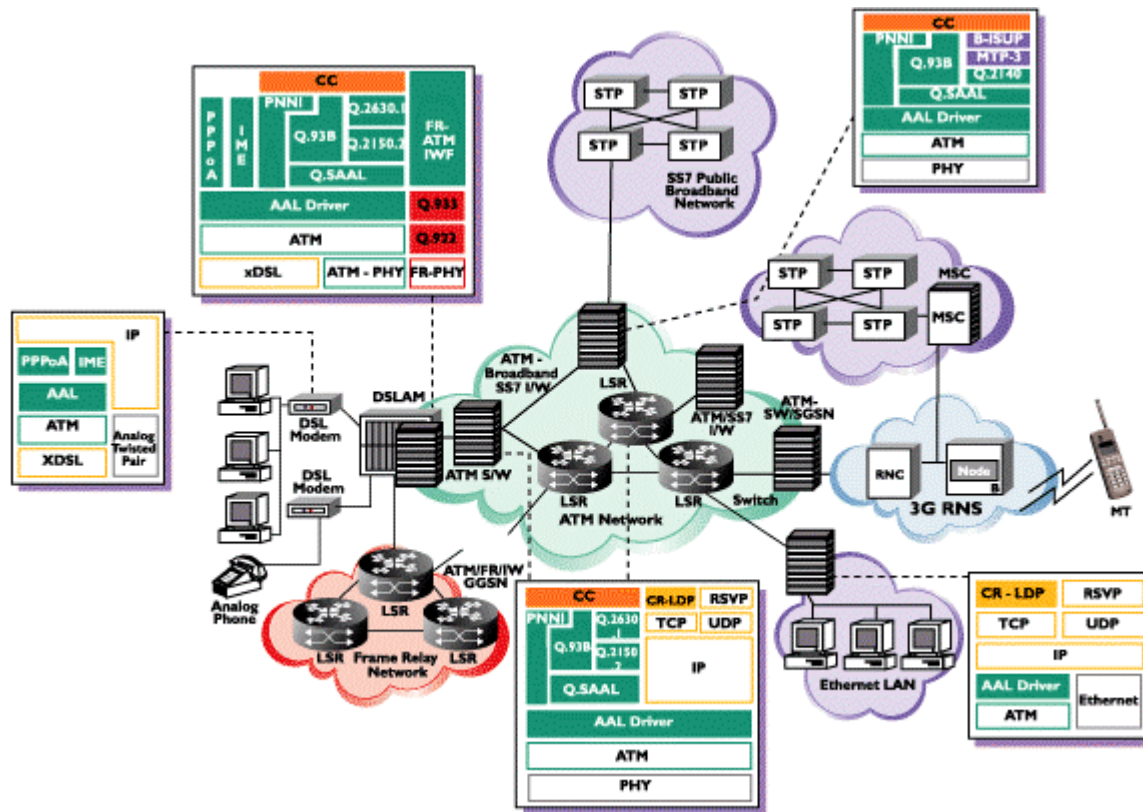 CC
PNNI
B-ISUP
Q.93B
MTP-3
Q.2140
Q.SAAL
AAL Driver
ATM
PHY
CC
PPPoA
IME
PNNI
Q.2630.1
Q.93B
Q.2150.2
FR-
ATM
IWF
Q.SAAL
AAL Driver
Q.933
ATM
Q.922
xDSL
ATM - PHY
FR-PHY
STP
STP
STP
STP
SS7 Public
Broadband
Network
STP
STP
MSC
STP
STP
MSC
IP
PPPoA
IME
AAL
ATM
XDSL
Analog
Twisted
Pair
DSL
Modem
DSL
Modem
Analog
Phone
DSLAM
ATM S/W
ATM -
Broadband
SS7 I/W
LSR
ATM/SS7
I/W
ATM-
SW/SGSN
LSR
LSR
Switch
ATM Network
RNC
Node
B
3G RNS
MT
ATM/FR/IW
GGSN
LSR
LSR
LSR
Frame Relay
Network
CC
CR-LDP
RSVP
PNNI
Q.2630
.1
TCP
UDP
Q.93B
Q.2150
.2
IP
Q.SAAL
AAL Driver
ATM
PHY
Ethernet LAN
CR - LDP
RSVP
TCP
UDP
IP
AAL Driver
Ethernet
ATM